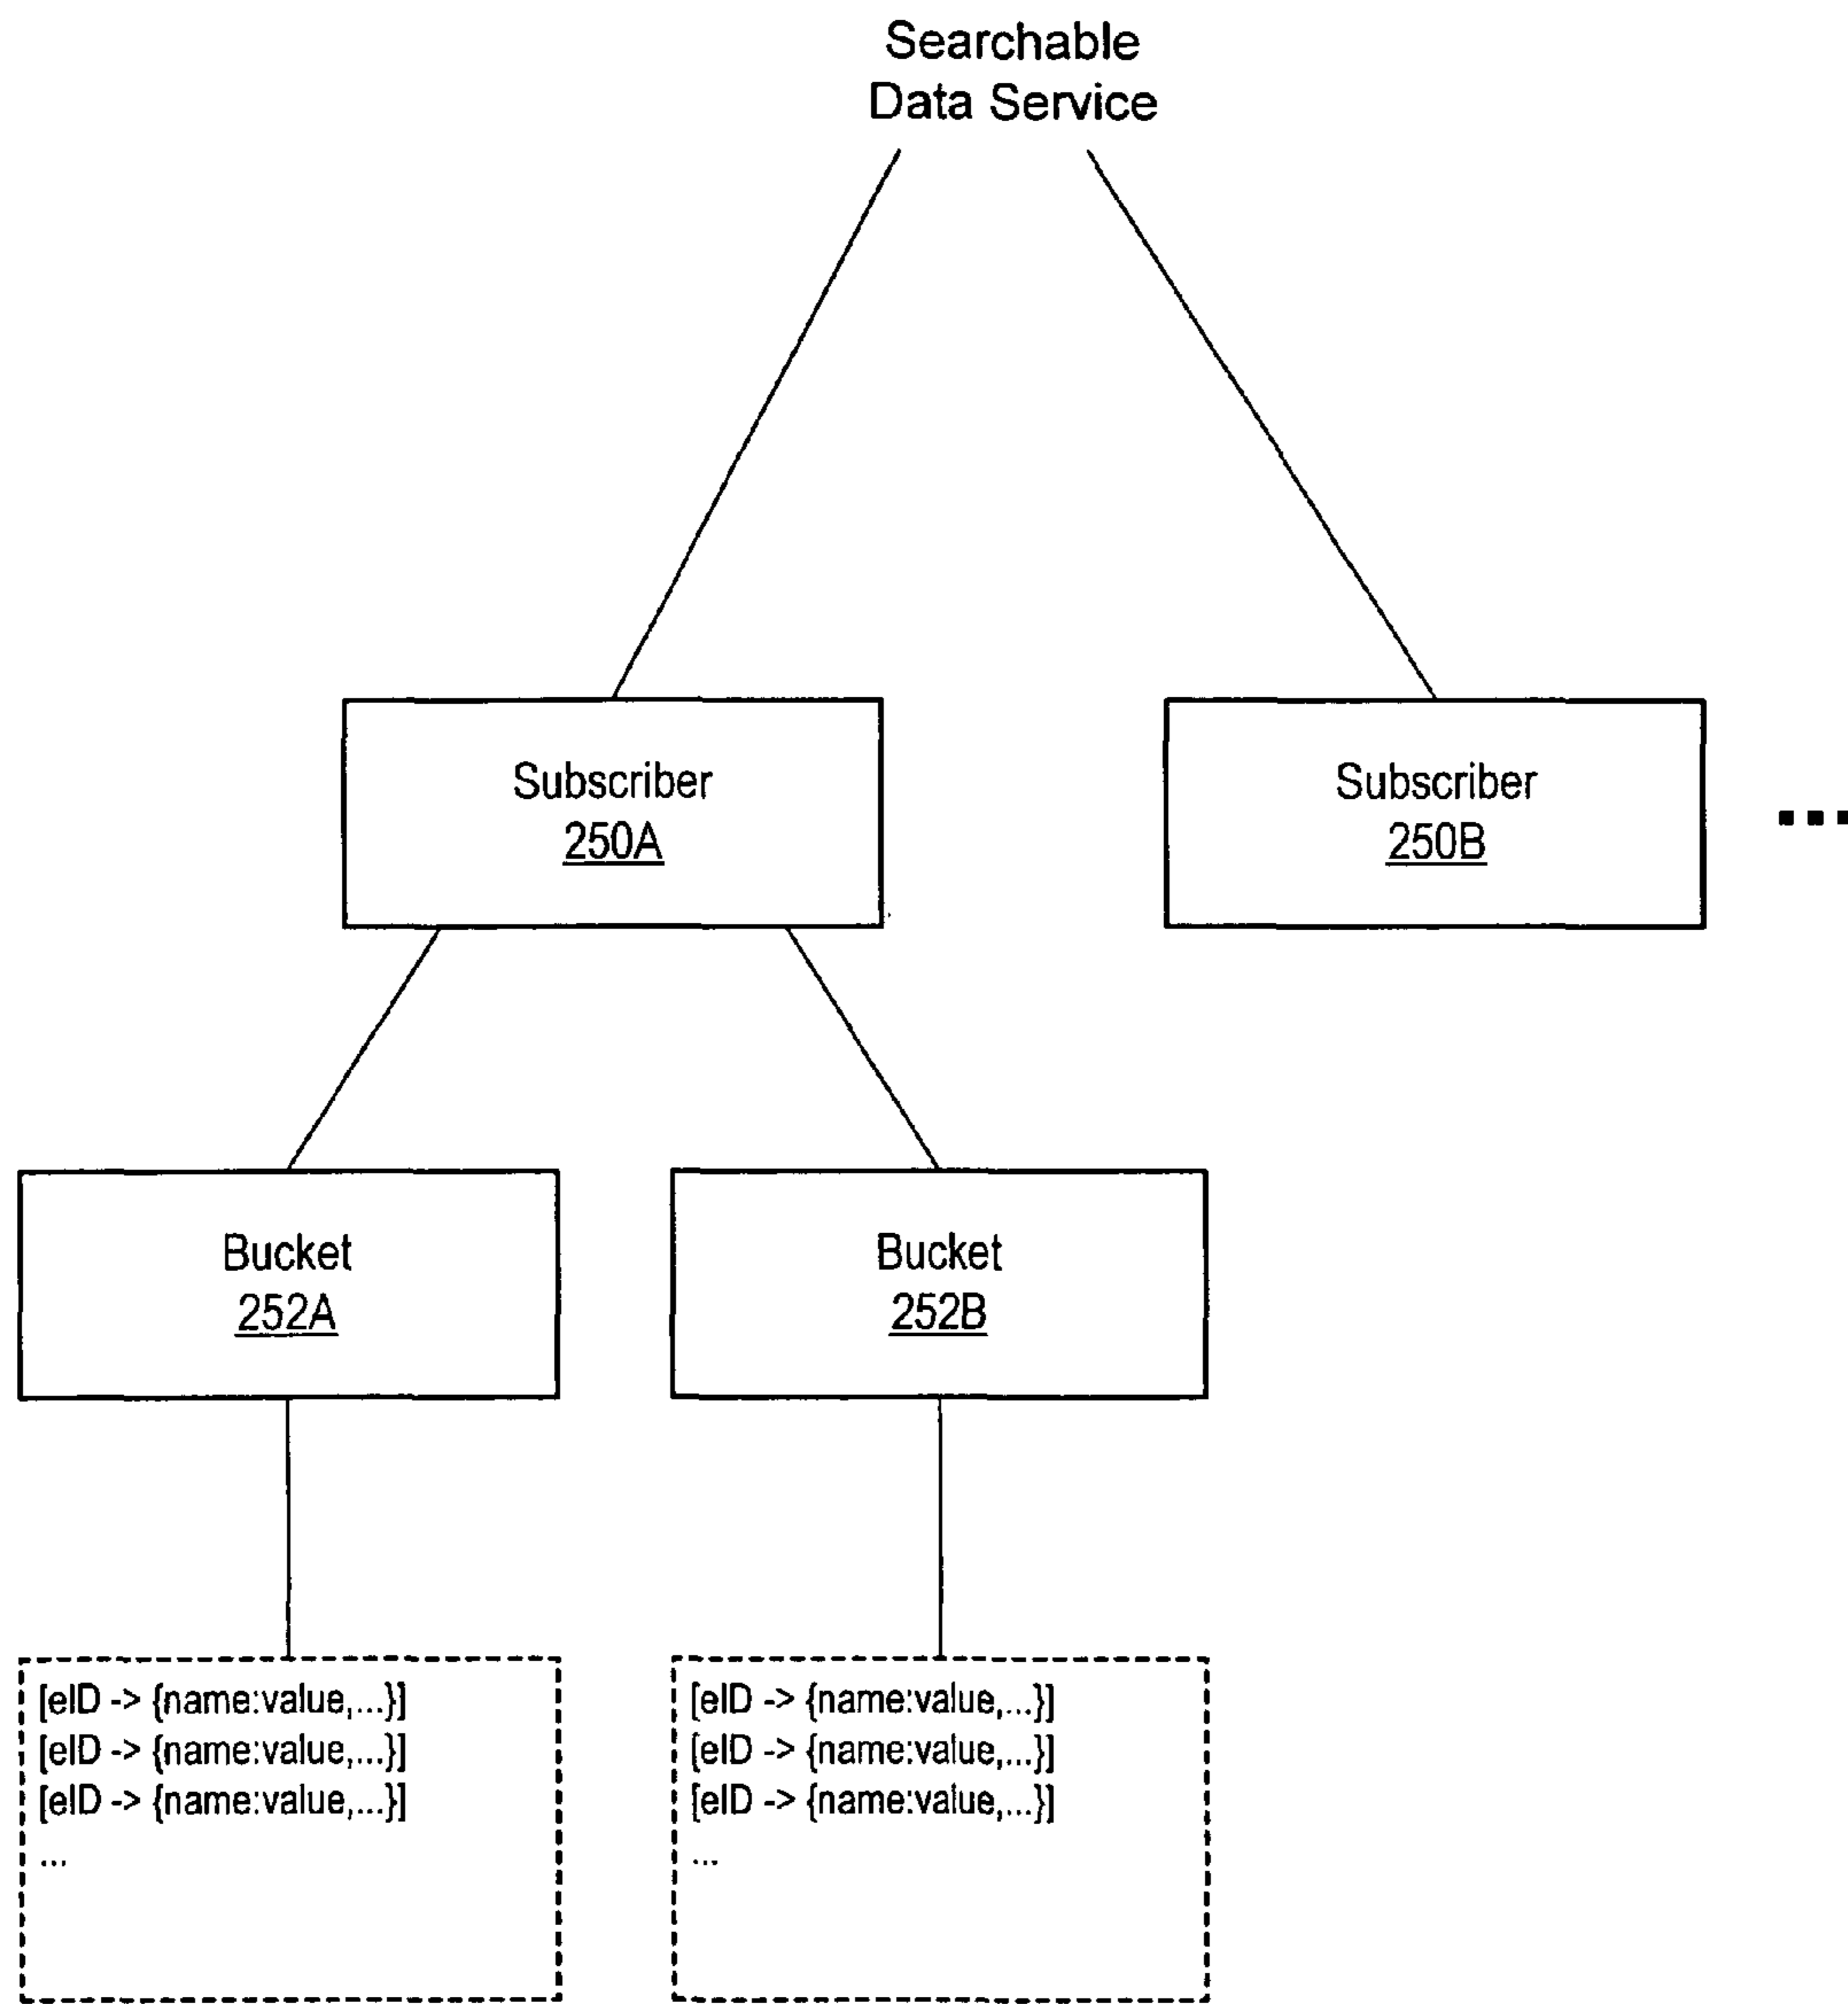 Searchable
Data Service
Subscriber
250A
Subscriber
250B
...
Bucket
252A
Bucket
252B
[eID -> {name:value,...}]
[eID -> {name:value,...}]
[eID -> {name:value,...}]
...
[eID -> {name:value,...}]
[eID -> {name:value,...}]
[eID -> {name:value,...}]
...